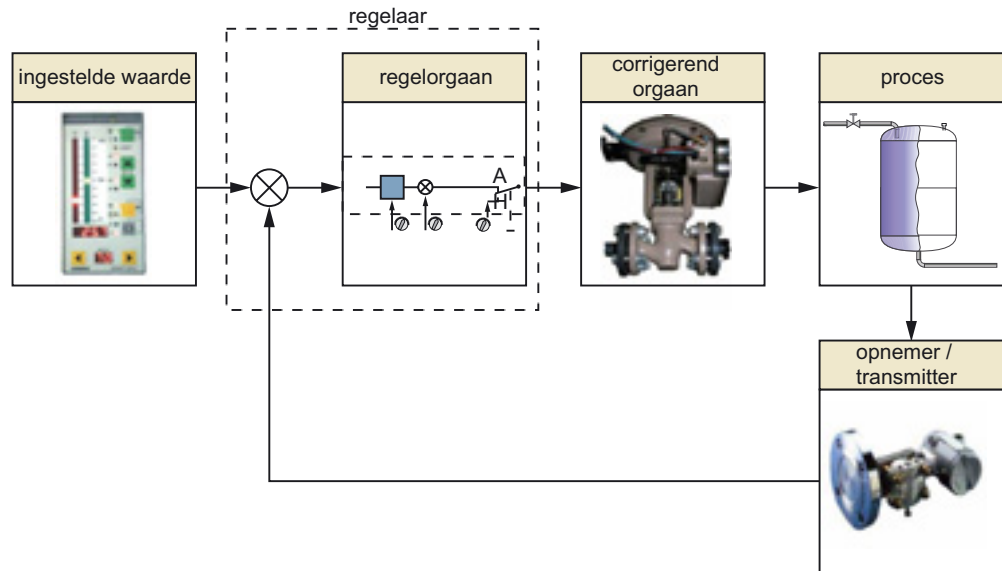 regelaar
ingestelde waarde
regelorgaan
corrigerend
orgaan
proces
A
H
opnemer /
transmitter